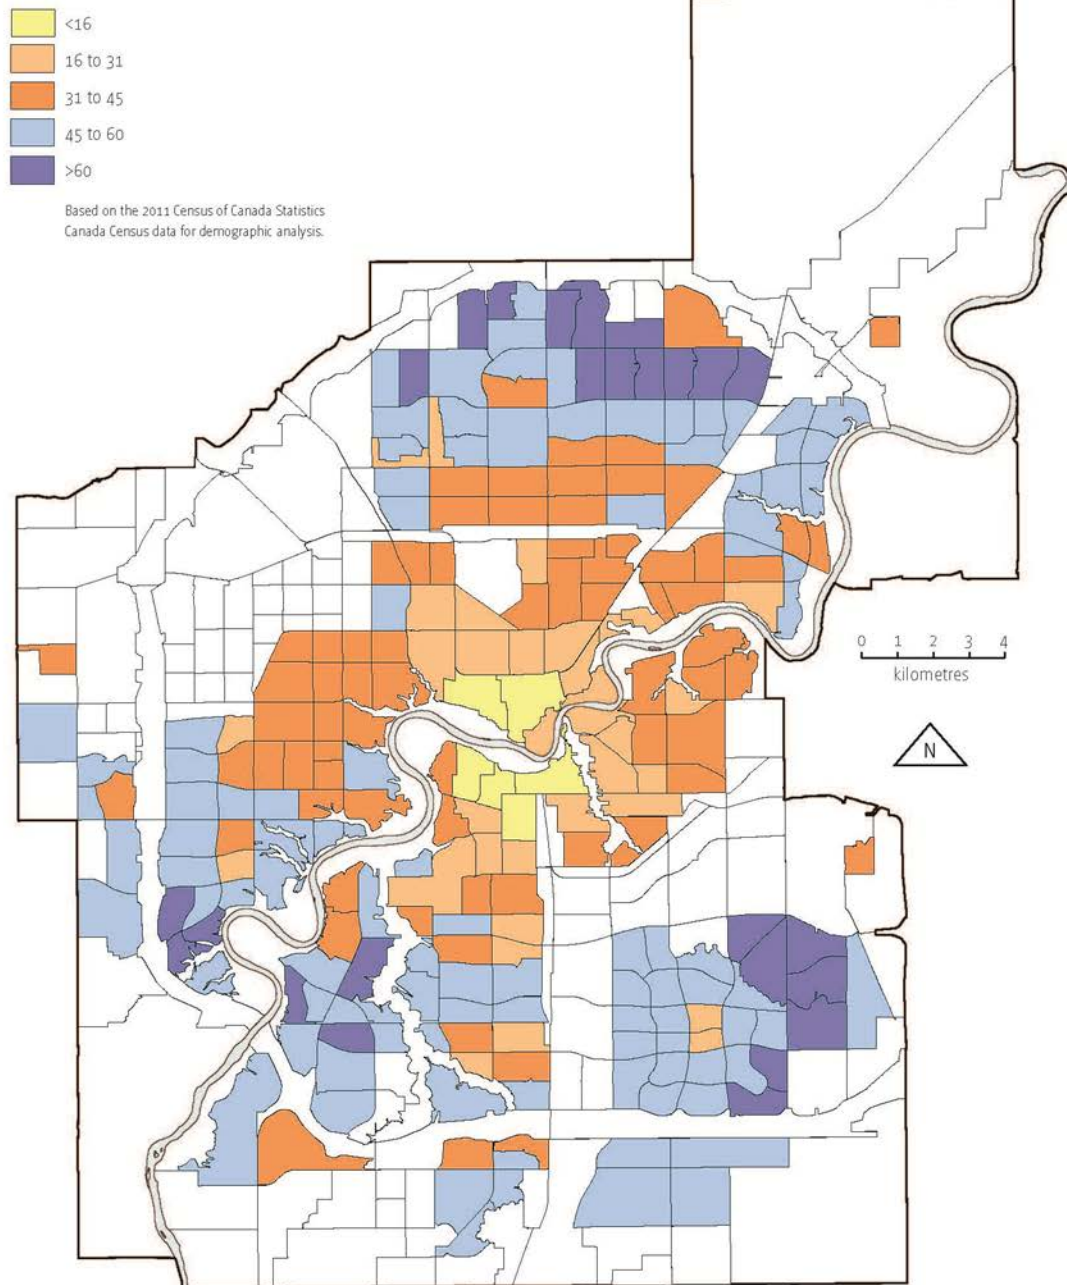 <16
16 to 31
31 to 45
45 to 60
>60
Based on the 2011 Census of Canada Statistics
Canada Census data for demographic analysis.
0 1 2 3 4
kilometres
N